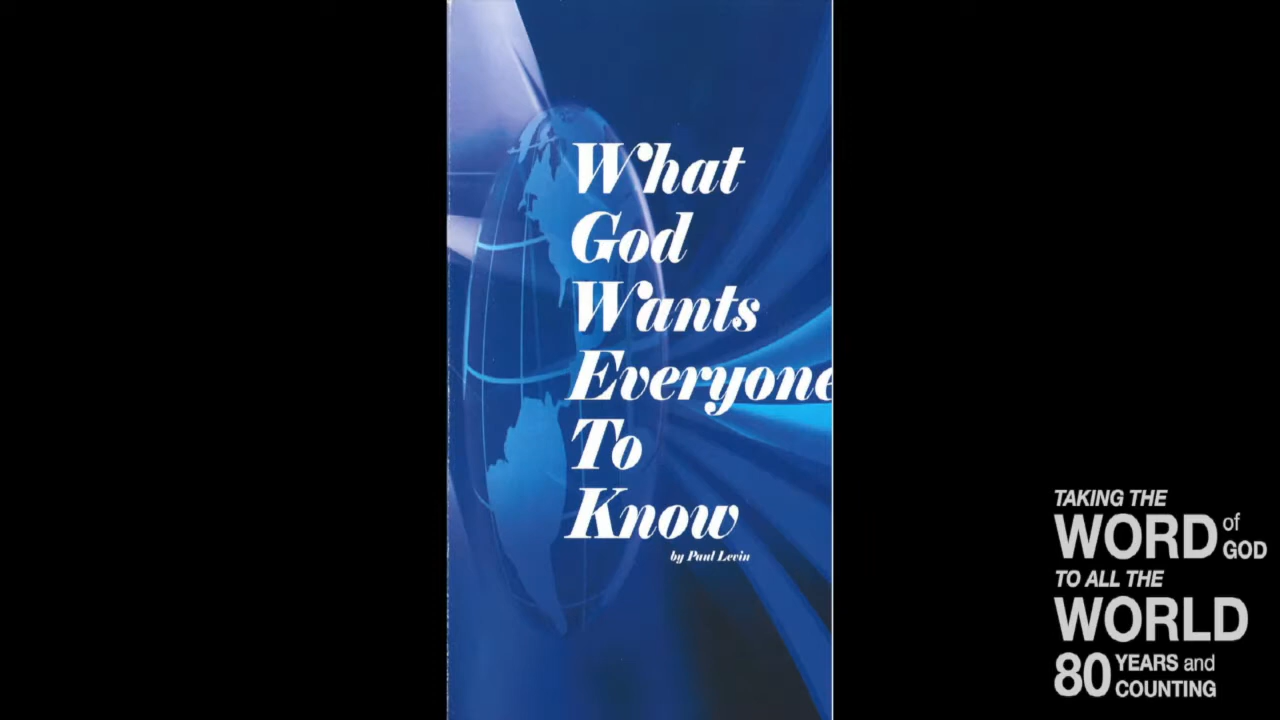 What
God
Wants
Everyone
To
Know
by Paul Levin
TAKING THE
WORD of GOD
TO ALL THE
WORLD
80 YEARS and
COUNTING